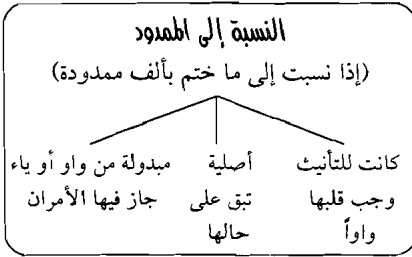 النسبة إلى الممدود
(إذا نسبت إلى ما ختم بألف ممدودة)
كانت للتأنيث أصلية مبدولة من واو أو ياء
وجب قلبها تبق على جاز فيها الأمران
واواً حالها